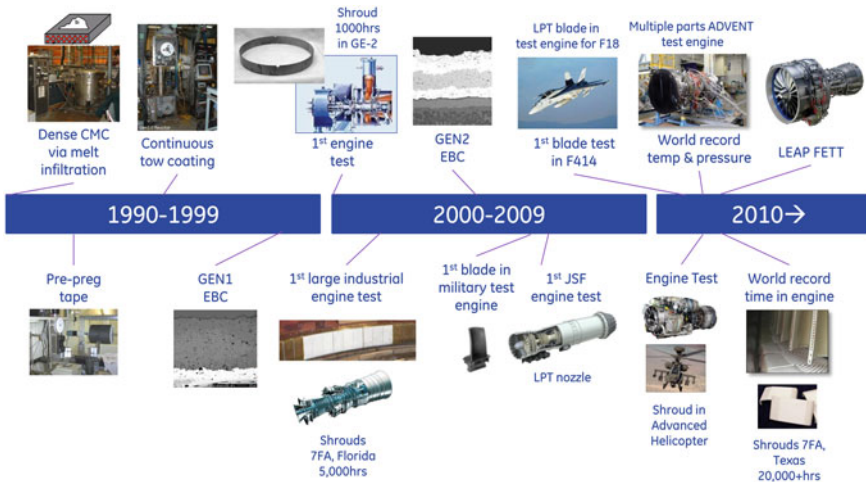 Shroud
1000hrs
in GE-2
LPT blade in
test engine for F18
Multiple parts ADVENT
test engine
Dense CMC
via melt
infiltration
Continuous
tow coating
1st engine
test
GEN2
EBC
1st blade test
in F414
World record
temp & pressure
LEAP FETT
1990-1999
2000-2009
2010→
Pre-preg
tape
GEN1
EBC
1st large industrial
engine test
1st blade in
military test
engine
1st JSF
engine test
Engine Test
World record
time in engine
LPT nozzle
Shrouds
7FA, Florida
5,000hrs
Shroud in
Advanced
Helicopter
Shrouds 7FA,
Texas
20,000+hrs